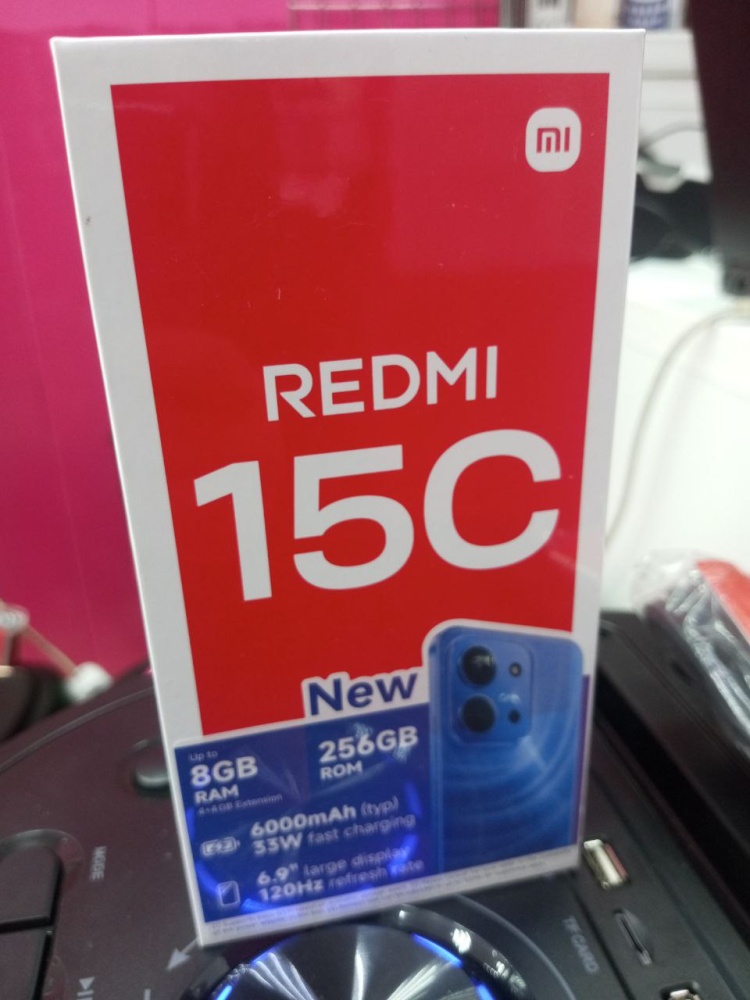 mi
REDMI
15C
New
Up to
8GB
RAM
4+4GB Extension
256GB
ROM
6000mAh (typ)
33W fast charging
6.9" large display
120Hz refresh rate
MODE
TF CARD